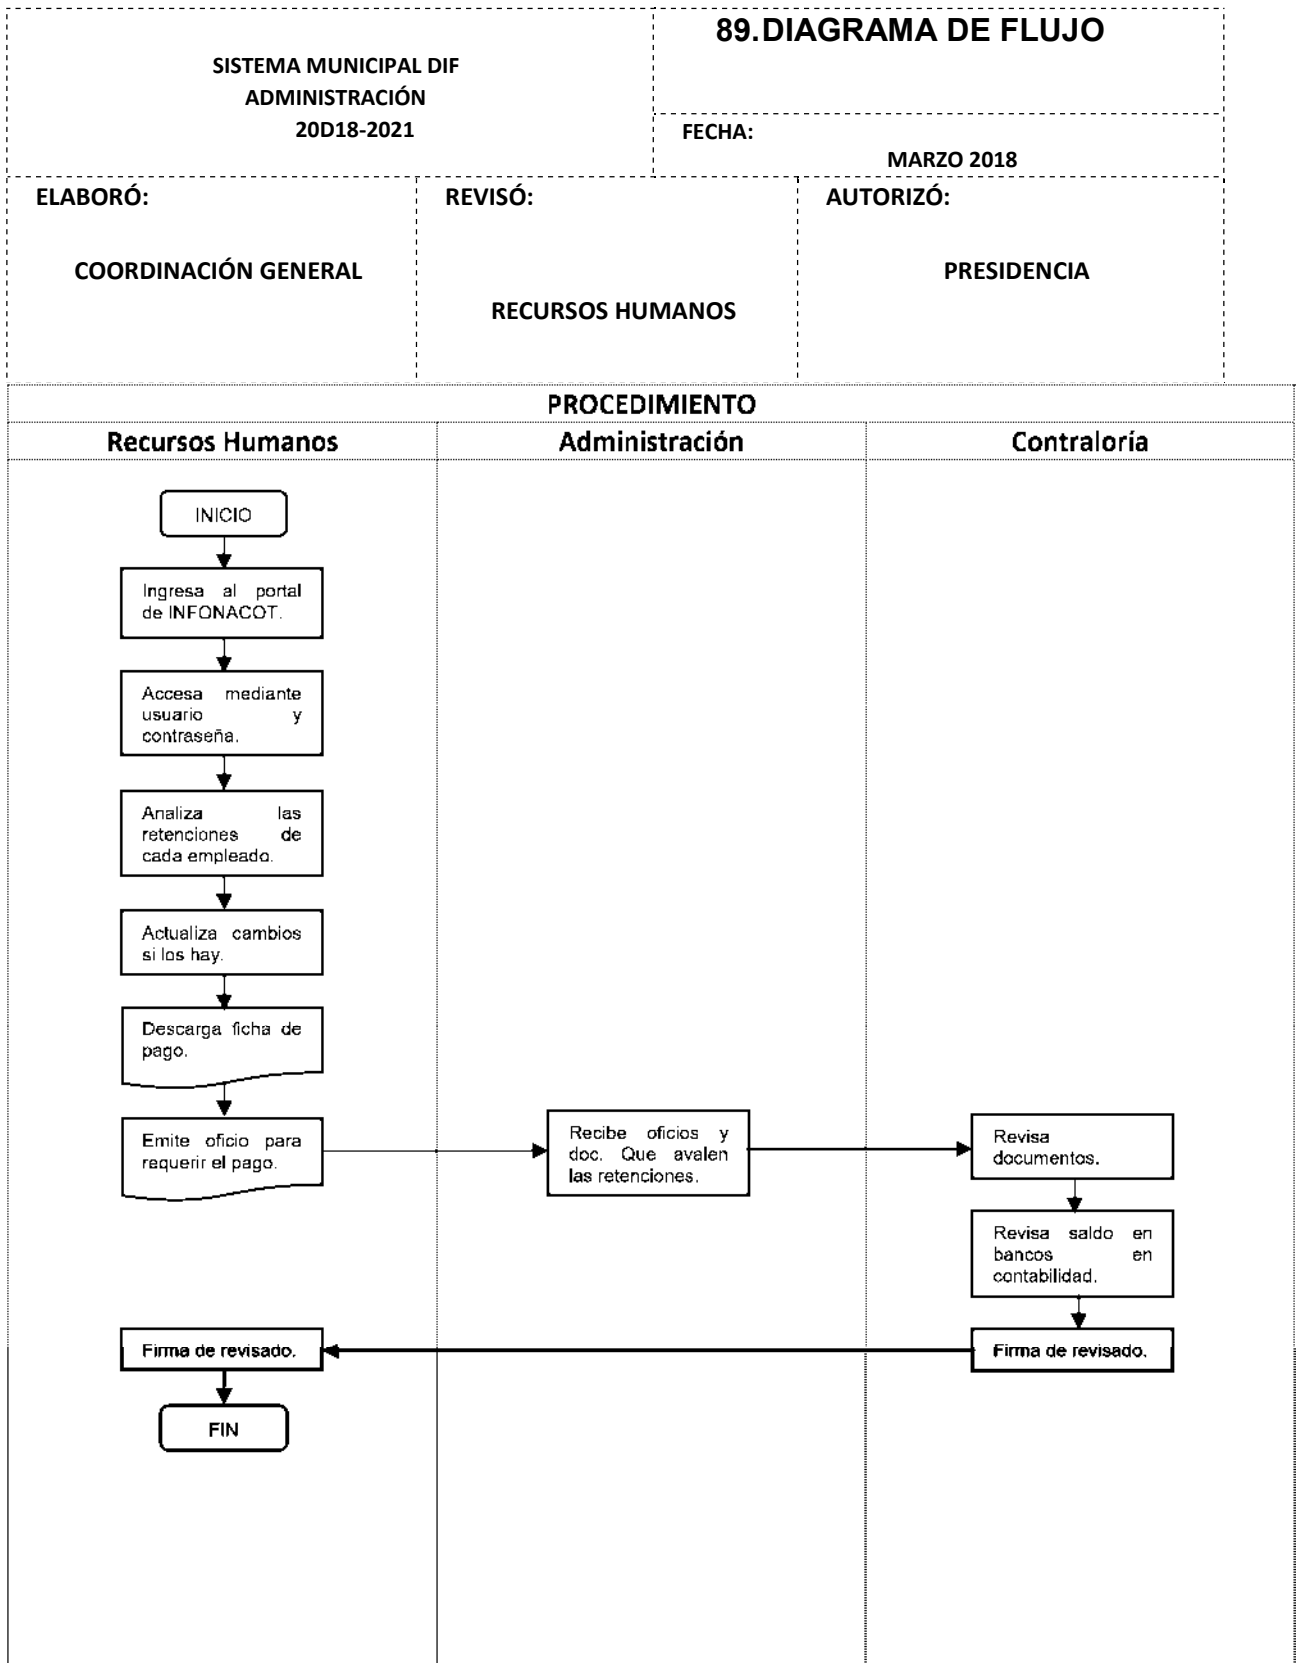 89.DIAGRAMA DE FLUJO
SISTEMA MUNICIPAL DIF
ADMINISTRACIÓN
20D18-2021
FECHA:
MARZO 2018
ELABORÓ:
COORDINACIÓN GENERAL
REVISÓ:
RECURSOS HUMANOS
AUTORIZÓ:
PRESIDENCIA
PROCEDIMIENTO
Recursos Humanos
Administración
Contraloría
INICIO
Ingresa al portal
de INFONACOT.
Accesa mediante
usuario y
contraseña.
Analiza las
retenciones de
cada empleado.
Actualiza cambios
si los hay.
Descarga ficha de
pago.
Emite oficio para
requerir el pago.
Recibe oficios y
doc. Que avalen
las retenciones.
Revisa
documentos.
Revisa saldo en
bancos en
contabilidad.
Firma de revisado.
Firma de revisado.
FIN